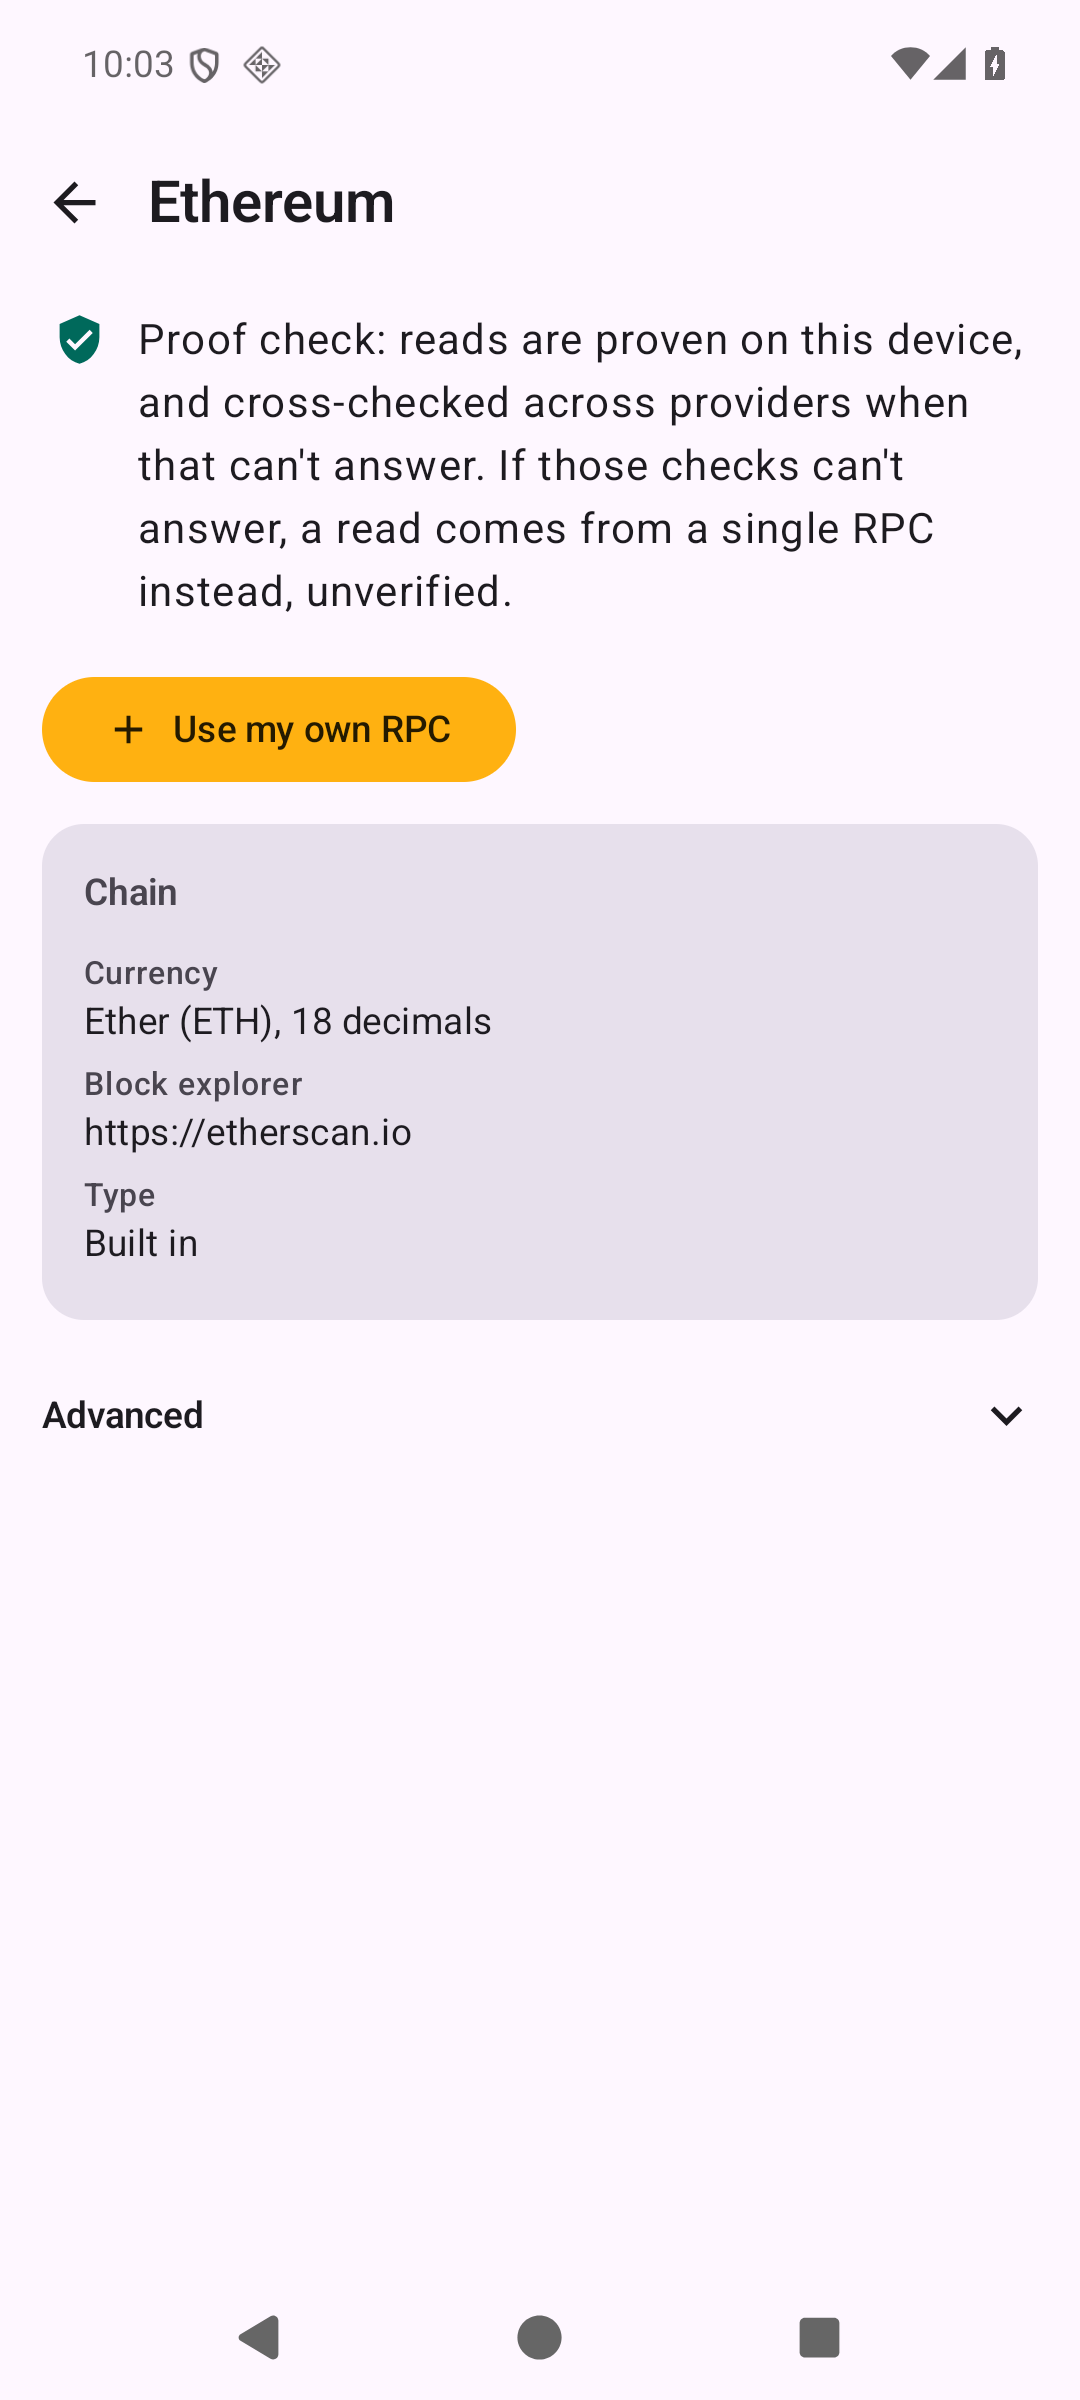 10:03
Ethereum
Proof check: reads are proven on this device,
and cross-checked across providers when
that can't answer. If those checks can't
answer, a read comes from a single RPC
instead, unverified.
Use my own RPC
Chain
Currency
Ether (ETH), 18 decimals
Block explorer
https://etherscan.io
Type
Built in
Advanced